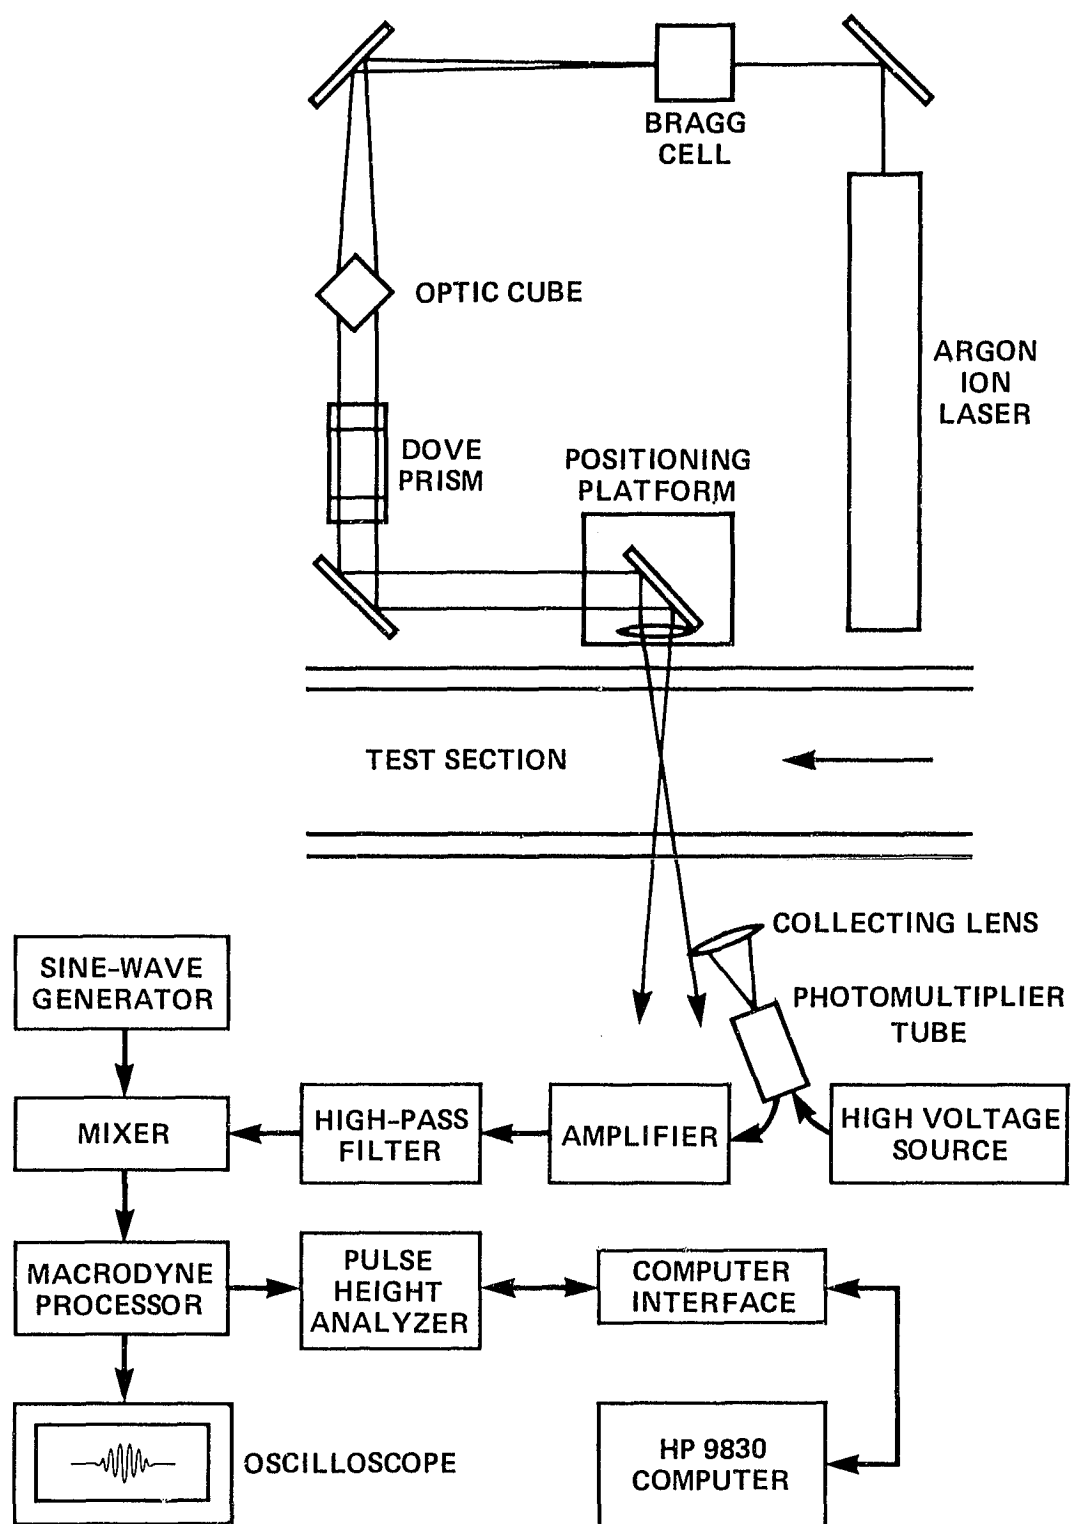 BRAGG
CELL
OPTIC CUBE
ARGON
ION
LASER
DOVE
PRISM
POSITIONING
PLATFORM
TEST SECTION
COLLECTING LENS
PHOTOMULTIPLIER
TUBE
SINE-WAVE
GENERATOR
MIXER
HIGH-PASS
FILTER
AMPLIFIER
HIGH VOLTAGE
SOURCE
MACRODYNE
PROCESSOR
PULSE
HEIGHT
ANALYZER
COMPUTER
INTERFACE
OSCILLOSCOPE
HP 9830
COMPUTER